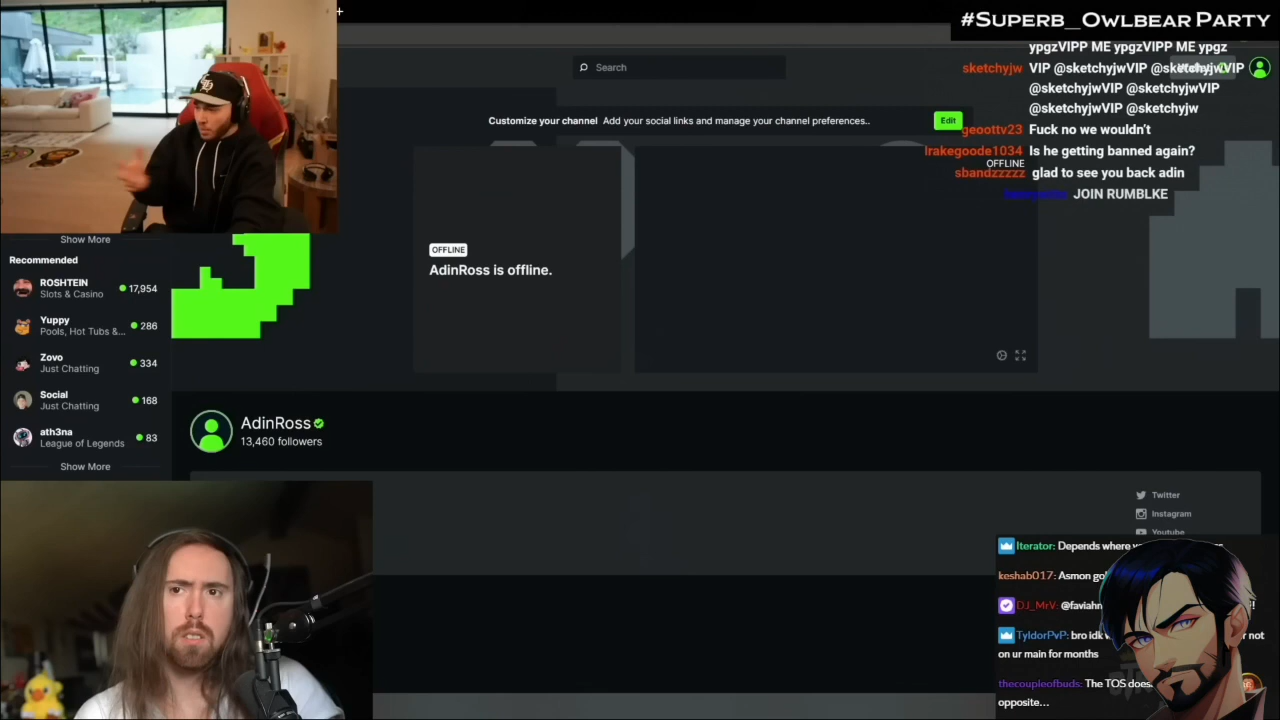 #Superb_Owlbear Party
ypgzVIPP ME ypgzVIPP ME ypgz
Search
sketchyjw VIP @sketchyjwVIP @sketchyjwVIP
@sketchyjwVIP @sketchyjwVIP
@sketchyjwVIP @sketchyjw
Customize your channel Add your social links and manage your channel preferences..
Edit
geoottv23 Fuck no we wouldn't
lrakegoode1034 Is he getting banned again?
OFFLINE
sbandzzzzz glad to see you back adin
JOIN RUMBLKE
Show More
OFFLINE
AdinRoss is offline.
Recommended
ROSHTEIN 17,954
Slots & Casino
Yuppy 286
Pools, Hot Tubs &...
Zovo 334
Just Chatting
Social 168
Just Chatting
ath3na 83
League of Legends
Show More
AdinRoss
13,460 followers
Twitter
Instagram
Youtube
Iterator: Depends where
keshab017: Asmon
DJ_MrV:
TyldorPvP: bro idk not
on ur main for months
thecoupleofbuds: The TOS
opposite...